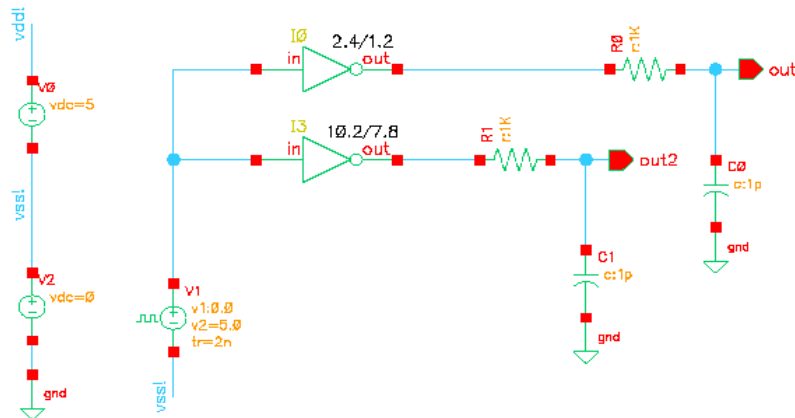 vdd!
V0
vdc=5
vss!
V2
vdc=0
gnd
I0
2.4/1.2
in
out
R0
r:1K
out
I3
10.2/7.8
in
out
R1
r:1K
out2
C0
c:1p
gnd
C1
c:1p
gnd
V1
v1:0.0
v2=5.0
tr=2n
vss!